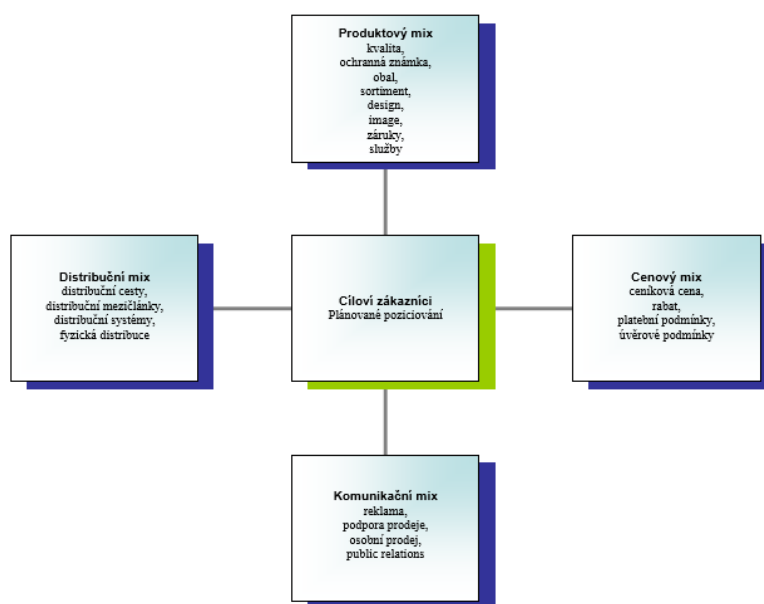 Produktový mix
kvalita,
ochranná známka,
obal,
sortiment,
design,
image,
záruky,
služby
Distribuční mix
distribuční cesty,
distribuční mezičlánky,
distribuční systémy,
fyzická distribuce
Cíloví zákazníci
Plánované poziciování
Cenový mix
ceníková cena,
rabat,
platební podmínky,
úvěrové podmínky
Komunikační mix
reklama,
podpora prodeje,
osobní prodej,
public relations